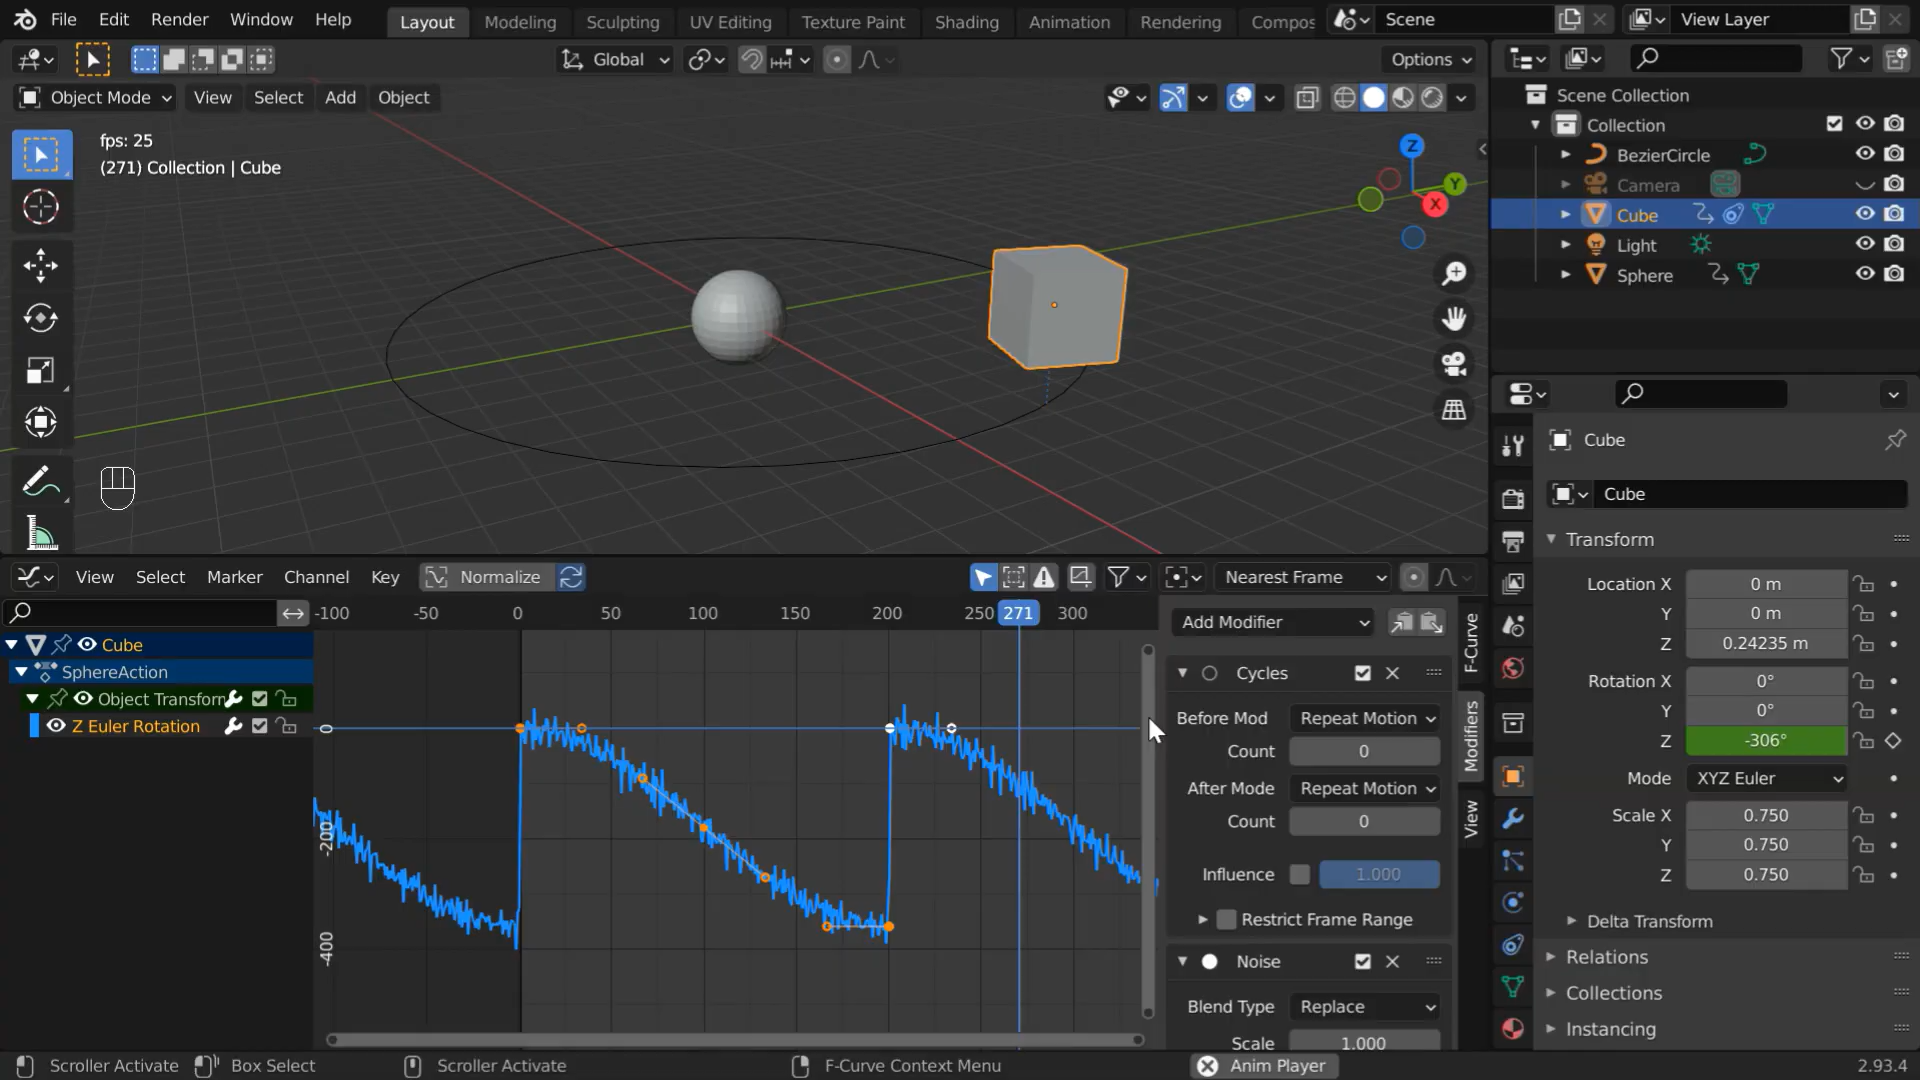 File Edit Render Window Help Layout Modeling Sculpting UV Editing Texture Paint Shading Animation Rendering Compos Scene View Layer
Global Options
Object Mode View Select Add Object
fps: 25
(271) Collection | Cube
Z
Y
X
Scene Collection
Collection
BezierCircle
Camera
Cube
Light
Sphere
Cube
Cube
Transform
Location X 0 m
Y 0 m
Z 0.24235 m
Rotation X 0°
Y 0°
Z -306°
Mode XYZ Euler
Scale X 0.750
Y 0.750
Z 0.750
Delta Transform
Relations
Collections
Instancing
View Select Marker Channel Key Normalize Nearest Frame
-100 -50 0 50 100 150 200 250 271 300
Cube
SphereAction
Object Transform
Z Euler Rotation
0
-200
-400
Add Modifier
Cycles
Before Mod Repeat Motion
Count 0
After Mode Repeat Motion
Count 0
Influence 1.000
Restrict Frame Range
Noise
Blend Type Replace
Scale 1.000
F-Curve
Modifiers
View
Scroller Activate Box Select Scroller Activate F-Curve Context Menu Anim Player 2.93.4